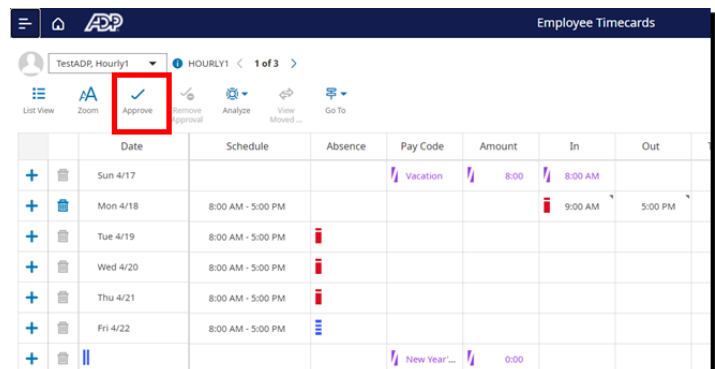 ADP
Employee Timecards
TestADP, Hourly1
HOURLY1
1 of 3
List View
Zoom
Approve
Remove Approval
Analyze
View Moved ...
Go To
Date Schedule Absence Pay Code Amount In Out
Sun 4/17 Vacation 8:00 8:00 AM
Mon 4/18 8:00 AM - 5:00 PM 9:00 AM 5:00 PM
Tue 4/19 8:00 AM - 5:00 PM
Wed 4/20 8:00 AM - 5:00 PM
Thu 4/21 8:00 AM - 5:00 PM
Fri 4/22 8:00 AM - 5:00 PM
New Year'... 0:00